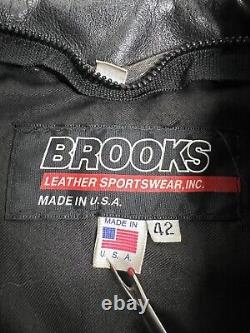 BROOKS
LEATHER SPORTSWEAR, INC.
MADE IN U.S.A.
MADE IN
U. S. A.
42